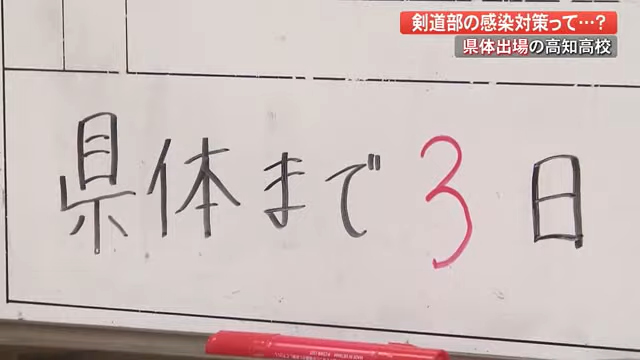 剣道部の感染対策って…?
県体出場の高知高校
県体まで3日